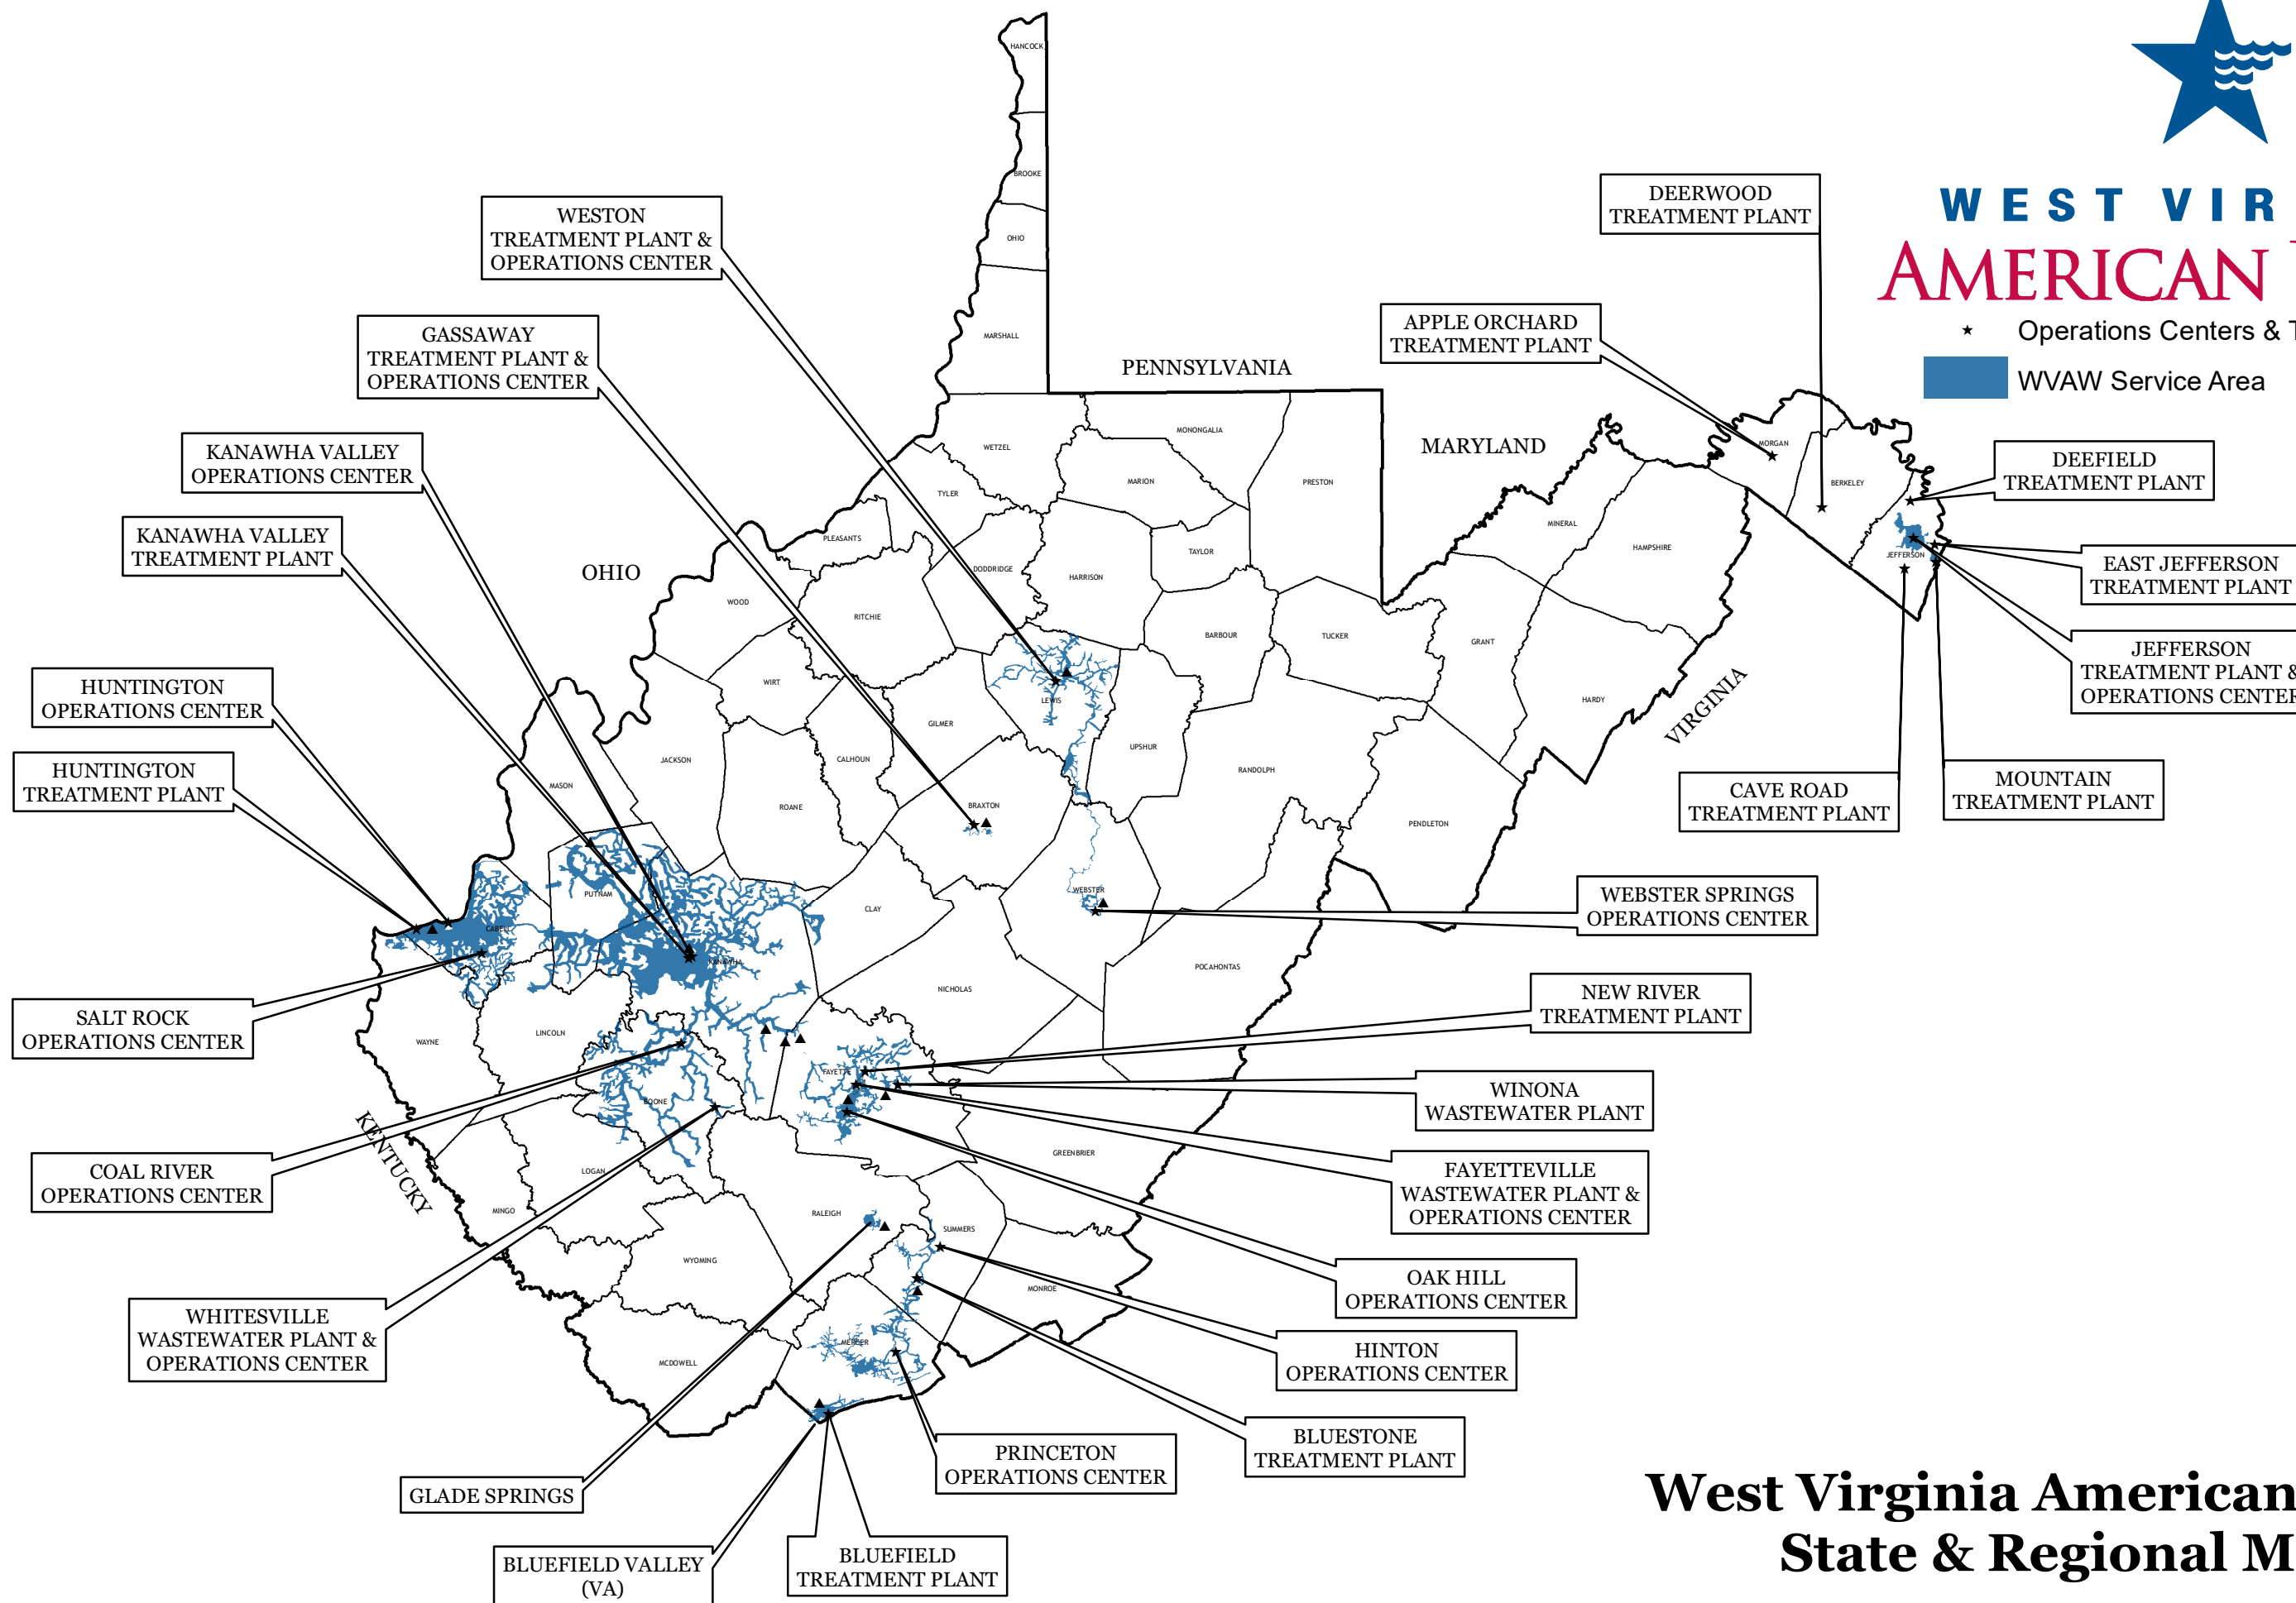 HANCOCK
BROOKE
OHIO
MARSHALL
WEST VIR
AMERICAN
Operations Centers & T
WVAW Service Area
DEERWOOD
TREATMENT PLANT
WESTON
TREATMENT PLANT &
OPERATIONS CENTER
APPLE ORCHARD
TREATMENT PLANT
GASSAWAY
TREATMENT PLANT &
OPERATIONS CENTER
PENNSYLVANIA
MARYLAND
KANAWHA VALLEY
OPERATIONS CENTER
KANAWHA VALLEY
TREATMENT PLANT
OHIO
WETZEL
MONONGALIA
MARION
PRESTON
TYLER
PLEASANTS
DODDRIDGE
HARRISON
TAYLOR
MINERAL
HAMPSHIRE
MORGAN
BERKELEY
JEFFERSON
DEEFIELD
TREATMENT PLANT
EAST JEFFERSON
TREATMENT PLANT
JEFFERSON
TREATMENT PLANT &
OPERATIONS CENTER
MOUNTAIN
TREATMENT PLANT
CAVE ROAD
TREATMENT PLANT
WOOD
RITCHIE
BARBOUR
TUCKER
GRANT
HARDY
VIRGINIA
WIRT
GILMER
LEWIS
UPSHUR
RANDOLPH
HUNTINGTON
OPERATIONS CENTER
HUNTINGTON
TREATMENT PLANT
MASON
JACKSON
ROANE
CALHOUN
BRAXTON
PENDLETON
PUTNAM
CABELL
KANAWHA
CLAY
WEBSTER
WEBSTER SPRINGS
OPERATIONS CENTER
NICHOLAS
POCAHONTAS
SALT ROCK
OPERATIONS CENTER
WAYNE
LINCOLN
BOONE
FAYETTE
NEW RIVER
TREATMENT PLANT
WINONA
WASTEWATER PLANT
FAYETTEVILLE
WASTEWATER PLANT &
OPERATIONS CENTER
KENTUCKY
COAL RIVER
OPERATIONS CENTER
LOGAN
MINGO
GREENBRIER
RALEIGH
SUMMERS
WYOMING
MONROE
MERCER
MCDOWELL
OAK HILL
OPERATIONS CENTER
HINTON
OPERATIONS CENTER
WHITESVILLE
WASTEWATER PLANT &
OPERATIONS CENTER
BLUESTONE
TREATMENT PLANT
PRINCETON
OPERATIONS CENTER
GLADE SPRINGS
BLUEFIELD VALLEY
(VA)
BLUEFIELD
TREATMENT PLANT
West Virginia American
State & Regional M